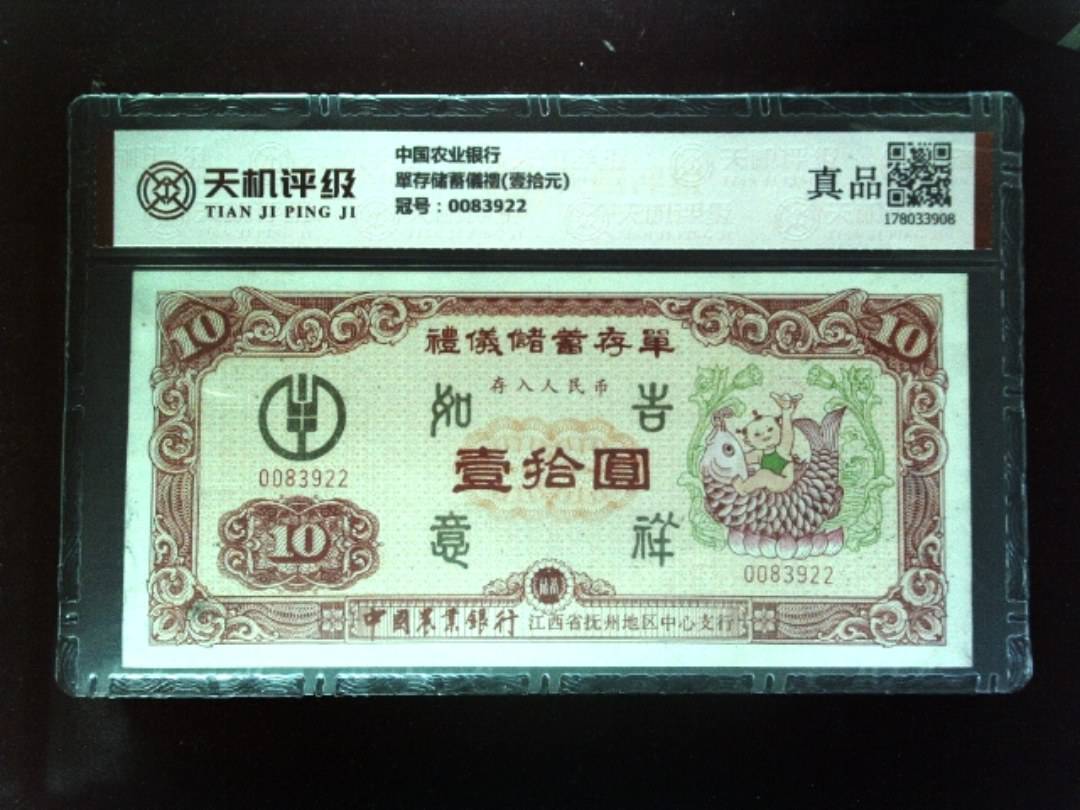 天机评级
TIAN JI PING JI
中国农业银行
單存储蓄儀禮(壹拾元)
冠号：0083922
真品
178033908
10
10
禮儀儲蓄存單
存入人民币
如
吉
0083922
壹拾圓
10
意
祥
0083922
中國農業銀行 江西省抚州地区中心支行